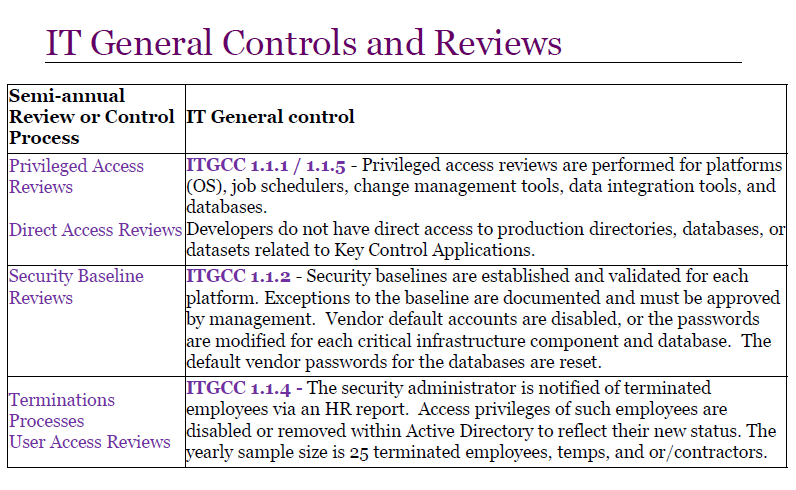 IT General Controls and Reviews
Semi-annual
Review or Control
Process
IT General control
Privileged Access
Reviews
Direct Access Reviews
ITGCC 1.1.1 / 1.1.5 - Privileged access reviews are performed for platforms
(OS), job schedulers, change management tools, data integration tools, and
databases.
Developers do not have direct access to production directories, databases, or
datasets related to Key Control Applications.
Security Baseline
Reviews
ITGCC 1.1.2 - Security baselines are established and validated for each
platform. Exceptions to the baseline are documented and must be approved
by management.  Vendor default accounts are disabled, or the passwords
are modified for each critical infrastructure component and database.  The
default vendor passwords for the databases are reset.
Terminations
Processes
User Access Reviews
ITGCC 1.1.4 - The security administrator is notified of terminated
employees via an HR report.  Access privileges of such employees are
disabled or removed within Active Directory to reflect their new status. The
yearly sample size is 25 terminated employees, temps, and or/contractors.